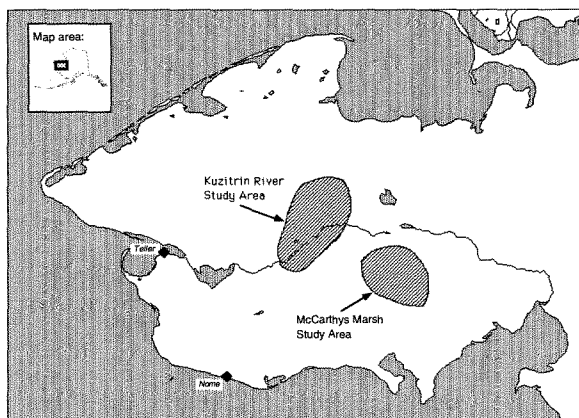 Map area:
Kuzitrin River
Study Area
Teller
McCarthys Marsh
Study Area
Nome